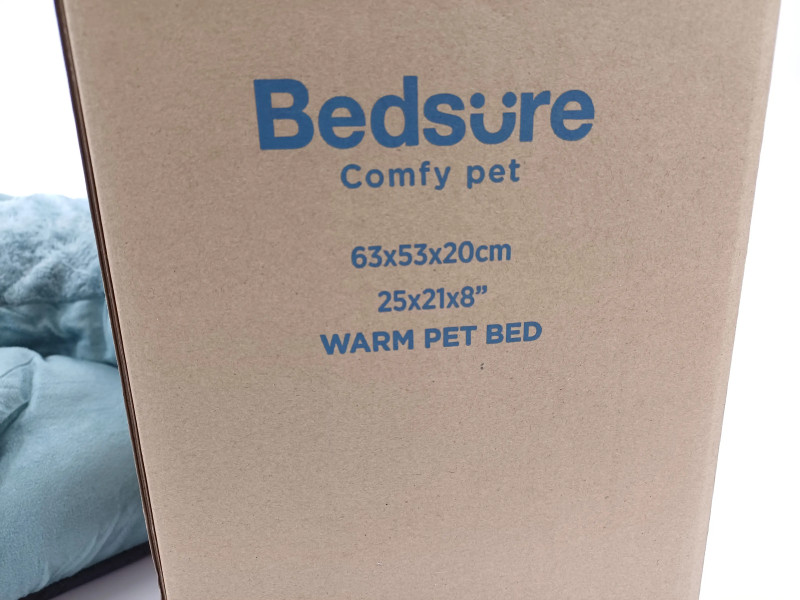 Bedsure
Comfy pet
63x53x20cm
25x21x8”
WARM PET BED